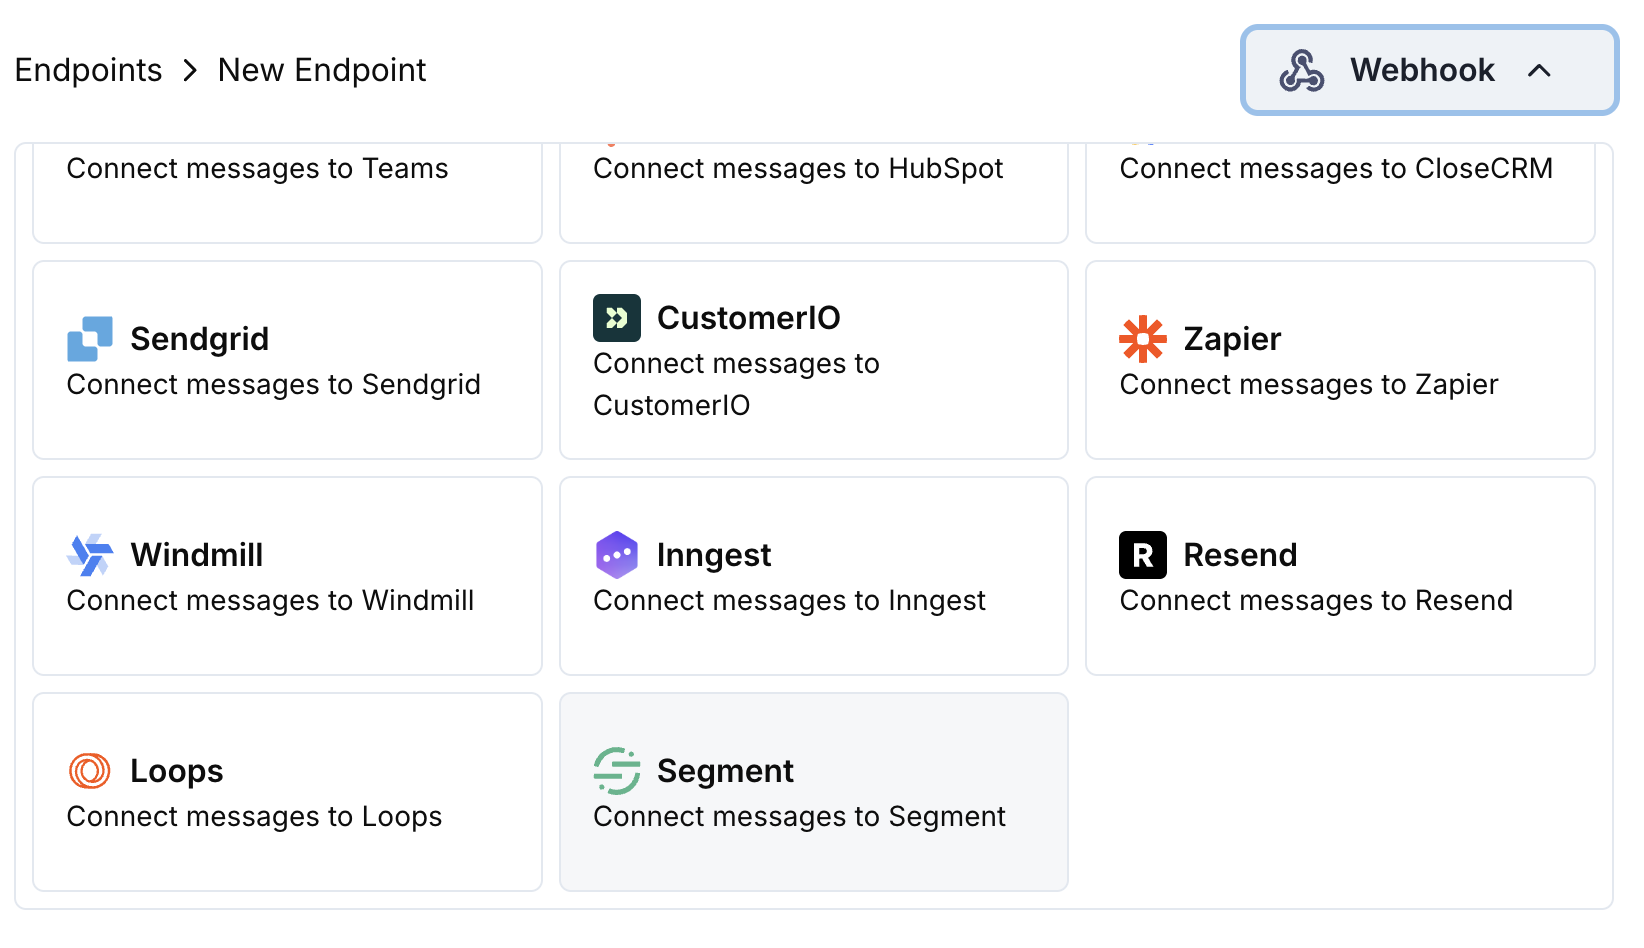 Endpoints > New Endpoint
Webhook
Connect messages to Teams
Connect messages to HubSpot
Connect messages to CloseCRM
Sendgrid
Connect messages to Sendgrid
CustomerIO
Connect messages to
CustomerIO
Zapier
Connect messages to Zapier
Windmill
Connect messages to Windmill
Inngest
Connect messages to Inngest
R
Resend
Connect messages to Resend
Loops
Connect messages to Loops
Segment
Connect messages to Segment